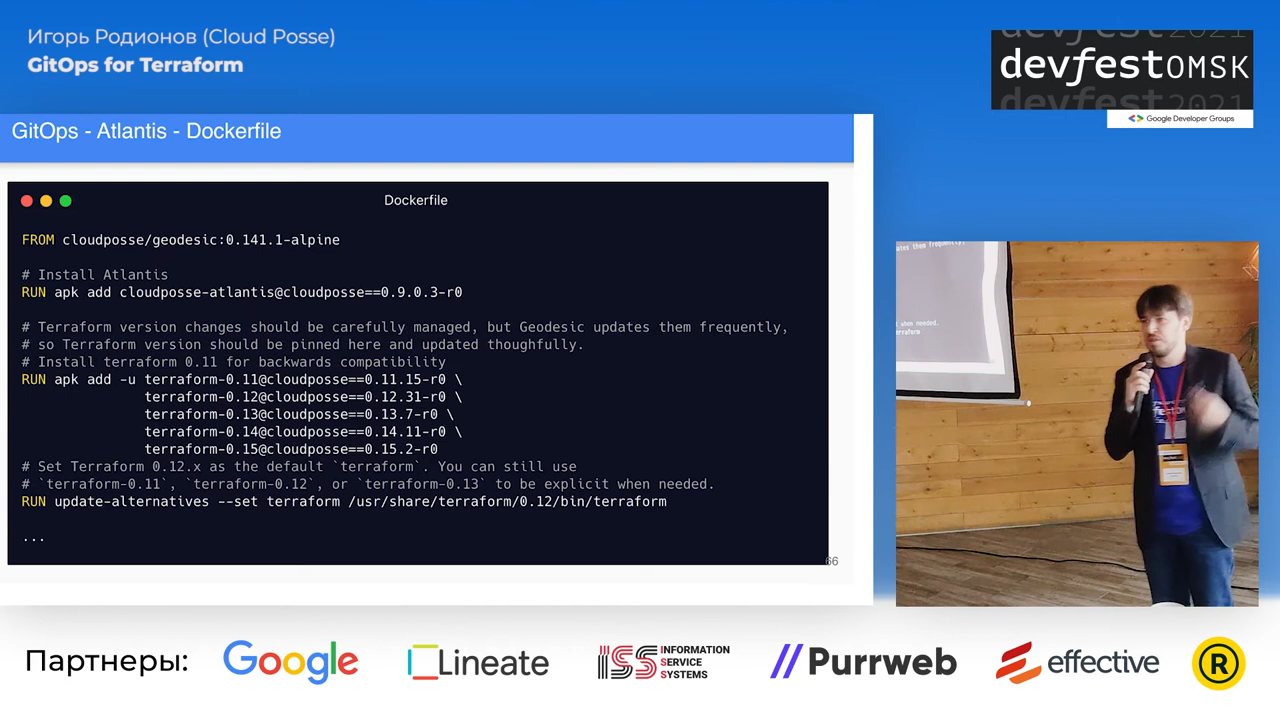 Игорь Родионов (Cloud Posse)
GitOps for Terraform
devfest2021
devfestOMSK
devfest2021
Google Developer Groups
GitOps - Atlantis - Dockerfile
Dockerfile
FROM cloudposse/geodesic:0.141.1-alpine
# Install Atlantis
RUN apk add cloudposse-atlantis@cloudposse==0.9.0.3-r0
# Terraform version changes should be carefully managed, but Geodesic updates them frequently,
# so Terraform version should be pinned here and updated thoughfully.
# Install terraform 0.11 for backwards compatibility
RUN apk add -u terraform-0.11@cloudposse==0.11.15-r0 \
terraform-0.12@cloudposse==0.12.31-r0 \
terraform-0.13@cloudposse==0.13.7-r0 \
terraform-0.14@cloudposse==0.14.11-r0 \
terraform-0.15@cloudposse==0.15.2-r0
# Set Terraform 0.12.x as the default `terraform`. You can still use
# `terraform-0.11`, `terraform-0.12`, or `terraform-0.13` to be explicit when needed.
RUN update-alternatives --set terraform /usr/share/terraform/0.12/bin/terraform
...
66
Партнеры:
Google
Lineate
ISS INFORMATION
SERVICE
SYSTEMS
Purrweb
effective
R